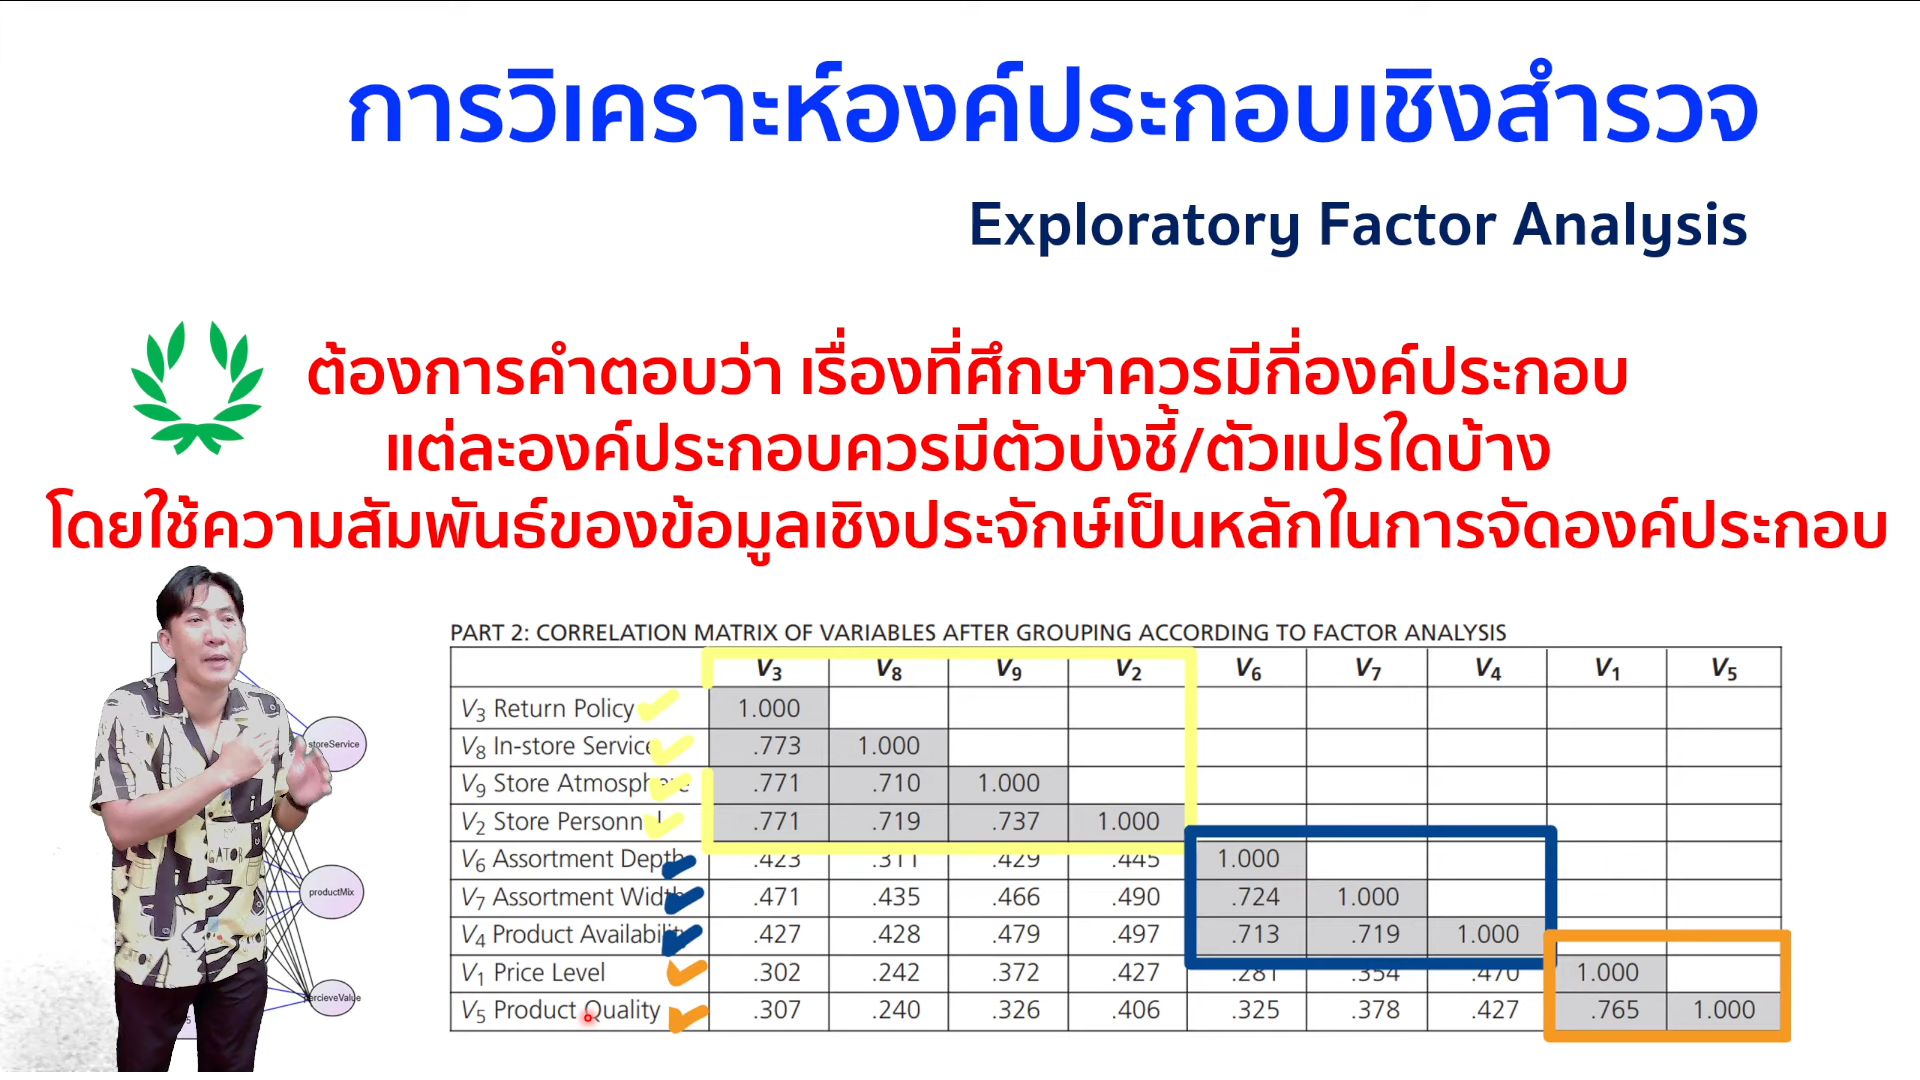 การวิเคราะห์องค์ประกอบเชิงสำรวจ
Exploratory Factor Analysis
ต้องการคำตอบว่า เรื่องที่ศึกษาควรมีกี่องค์ประกอบ
แต่ละองค์ประกอบควรมีตัวบ่งชี้/ตัวแปรใดบ้าง
โดยใช้ความสัมพันธ์ของข้อมูลเชิงประจักษ์เป็นหลักในการจัดองค์ประกอบ
storeService
productMix
percieveValue
PART 2: CORRELATION MATRIX OF VARIABLES AFTER GROUPING ACCORDING TO FACTOR ANALYSIS
V3 V8 V9 V2 V6 V7 V4 V1 V5
V3 Return Policy 1.000
V8 In-store Service .773 1.000
V9 Store Atmosphere .771 .710 1.000
V2 Store Personnel .771 .719 .737 1.000
V6 Assortment Depth .423 .311 .429 .445 1.000
V7 Assortment Width .471 .435 .466 .490 .724 1.000
V4 Product Availability .427 .428 .479 .497 .713 .719 1.000
V1 Price Level .302 .242 .372 .427 .281 .354 .470 1.000
V5 Product Quality .307 .240 .326 .406 .325 .378 .427 .765 1.000